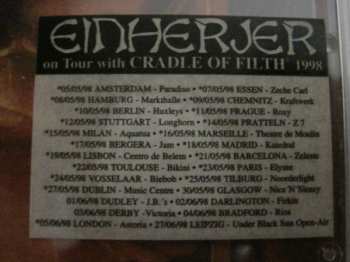 EINHERJER
on Tour with CRADLE OF FILTH 1998
*05/05/98 AMSTERDAM - Paradiso • *07/05/98 ESSEN - Zeche Carl
*08/05/98 HAMBURG - Markthalle • *09/05/98 CHEMNITZ - Kraftwerk
*10/05/98 BERLIN - Huxleys • *11/05/98 PRAGUE - Roxy
*12/05/98 STUTTGART - Longhorn • *14/05/98 PRATTELN - Z 7
*15/05/98 MILAN - Aquatica • *16/05/98 MARSEILLE - Theatre de Moulin
*17/05/98 BERGERA - Jam • *18/05/98 MADRID - Katedral
*19/05/98 LISBON - Centro de Belem • *21/05/98 BARCELONA - Zeleste
*22/05/98 TOULOUSE - Bikini • *23/05/98 PARIS - Elysee
*24/05/98 VOSSELAAR - Biebob • *25/05/98 TILBURG - Noorderlight
*27/05/98 DUBLIN - Music Centre • 30/05/98 GLASGOW - Nice 'N' Sleazy
01/06/98 DUDLEY - J.B.'s • 02/06/98 DARLINGTON - Firkin
03/06/98 DERBY - Victoria • 04/06/98 BRADFORD - Rios
*05/06/98 LONDON - Astoria • 27/06/98 LEIPZIG - Under Black Sun Open-Air